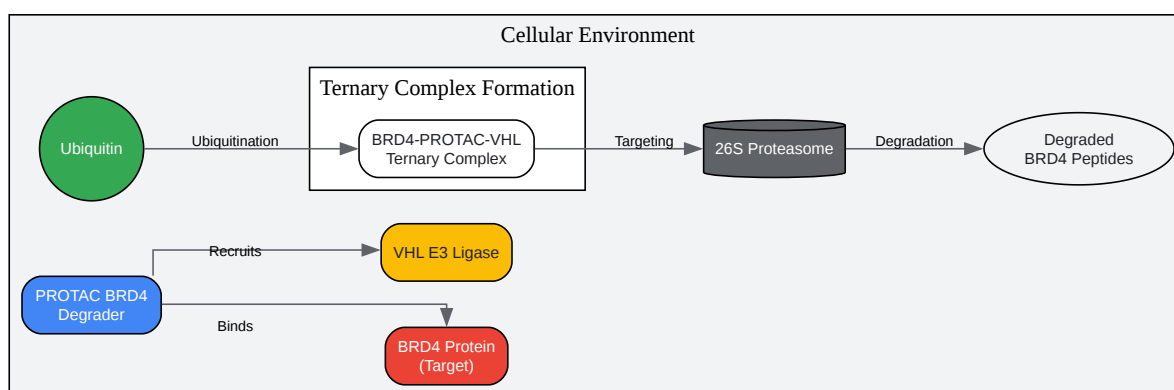 Cellular Environment
Ternary Complex Formation
Ubiquitin
Ubiquitination
BRD4-PROTAC-VHL
Ternary Complex
Targeting
26S Proteasome
Degradation
Degraded
BRD4 Peptides
Recruits
VHL E3 Ligase
PROTAC BRD4
Degrader
Binds
BRD4 Protein
(Target)